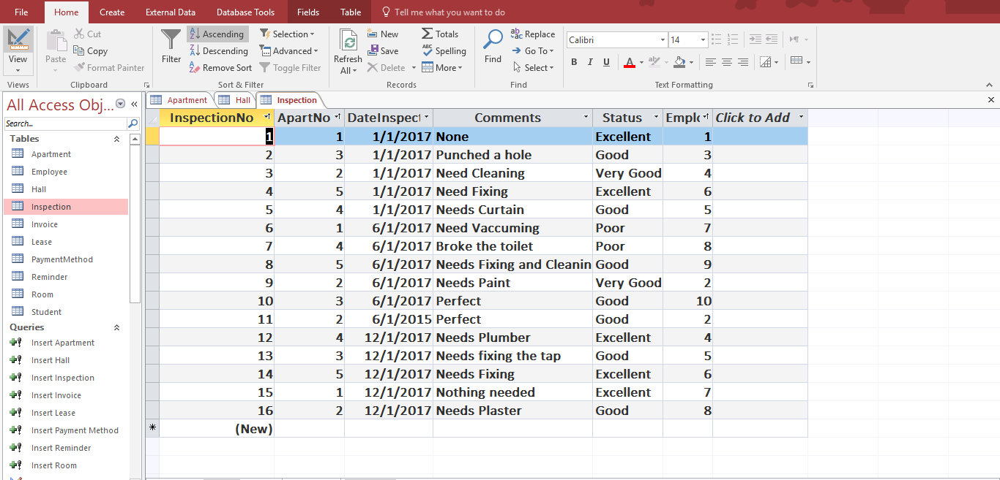 File Home Create External Data Database Tools Fields Table Tell me what you want to do
View Paste Cut Copy Format Painter Filter Ascending Descending Remove Sort Selection Advanced Toggle Filter Refresh All New Save Delete Totals Spelling More Find Replace Go To Select Calibri 14 B I U A
Views Clipboard Sort & Filter Records Find Text Formatting
All Access Obj... «
Search...
Tables
Apartment
Employee
Hall
Inspection
Invoice
Lease
PaymentMethod
Reminder
Room
Student
Queries
Insert Apartment
Insert Hall
Insert Inspection
Insert Invoice
Insert Lease
Insert Payment Method
Insert Reminder
Insert Room
Apartment Hall Inspection
InspectionNo ApartNo DateInspect Comments Status Emplo Click to Add
1 1 1/1/2017 None Excellent 1
2 3 1/1/2017 Punched a hole Good 3
3 2 1/1/2017 Need Cleaning Very Good 4
4 5 1/1/2017 Need Fixing Excellent 6
5 4 1/1/2017 Needs Curtain Good 5
6 1 6/1/2017 Need Vaccuming Poor 7
7 4 6/1/2017 Broke the toilet Poor 8
8 5 6/1/2017 Needs Fixing and Cleanin Good 9
9 2 6/1/2017 Needs Paint Very Good 2
10 3 6/1/2017 Perfect Good 10
11 2 6/1/2015 Perfect Good 2
12 4 12/1/2017 Needs Plumber Excellent 4
13 3 12/1/2017 Needs fixing the tap Good 5
14 5 12/1/2017 Needs Fixing Excellent 6
15 1 12/1/2017 Nothing needed Excellent 7
16 2 12/1/2017 Needs Plaster Good 8
* (New)